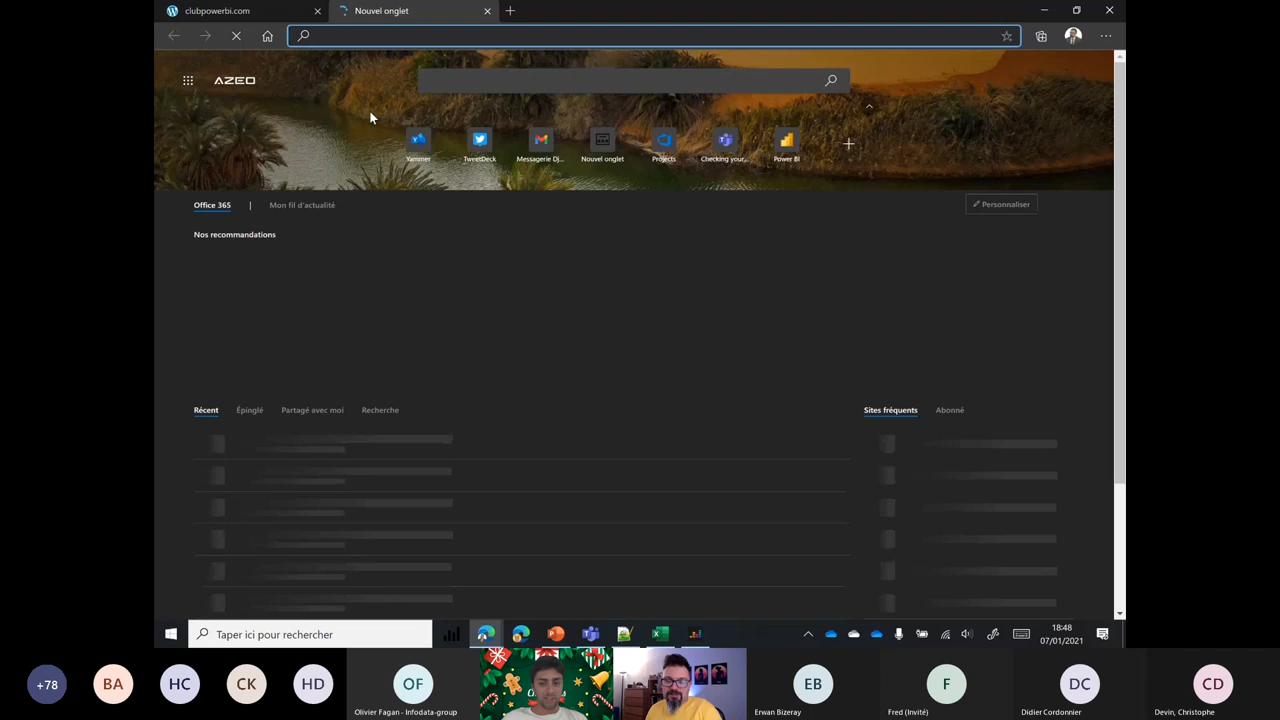 clubpowerbi.com
Nouvel onglet
AZEO
Yammer
TweetDeck
Messagerie Dj...
Nouvel onglet
Projects
Checking your...
Power BI
Office 365 | Mon fil d'actualité
Personnaliser
Nos recommandations
Récent Épinglé Partagé avec moi Recherche
Sites fréquents Abonné
Taper ici pour rechercher
18:48
07/01/2021
+78
BA
HC
CK
HD
OF
EB
F
DC
CD
Olivier Fagan - Infodata-group
Erwan Bizeray
Fred (Invité)
Didier Cordonnier
Devin, Christophe